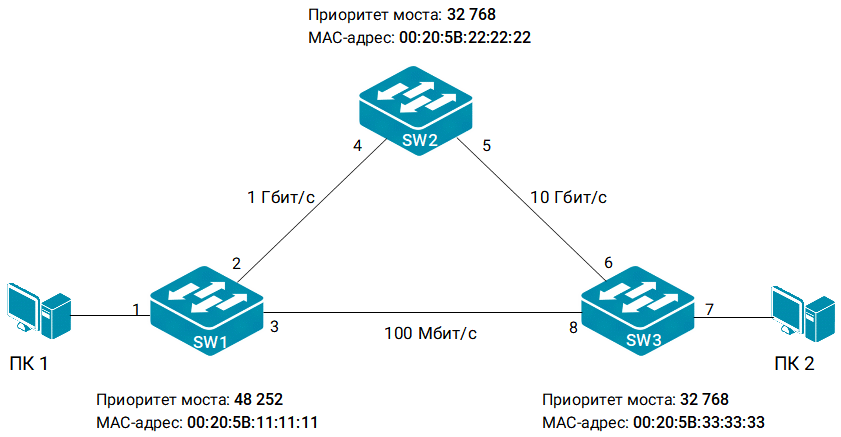 Приоритет моста: 32 768
MAC-адрес: 00:20:5B:22:22:22
SW2
4
5
1 Гбит/с
10 Гбит/с
2
6
1
3
SW1
100 Мбит/с
8
7
SW3
ПК 1
ПК 2
Приоритет моста: 48 252
MAC-адрес: 00:20:5B:11:11:11
Приоритет моста: 32 768
MAC-адрес: 00:20:5B:33:33:33